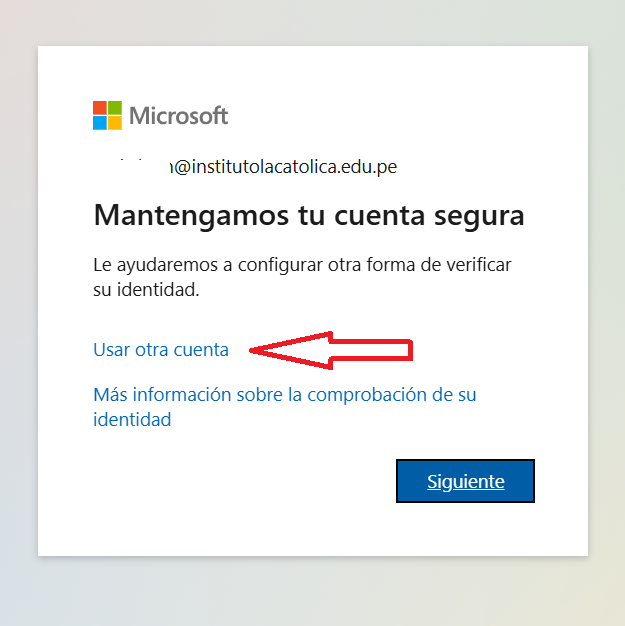 Microsoft
@institutolacatolica.edu.pe
Mantengamos tu cuenta segura
Le ayudaremos a configurar otra forma de verificar
su identidad.
Usar otra cuenta
Más información sobre la comprobación de su
identidad
Siguiente